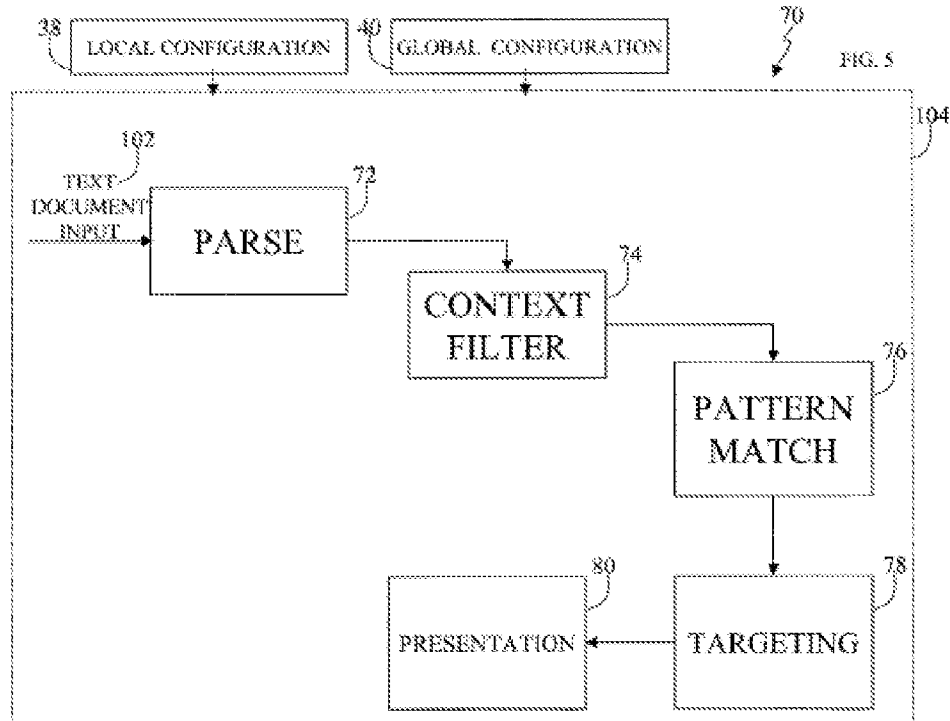 38
LOCAL CONFIGURATION
40
GLOBAL CONFIGURATION
70
FIG. 5
104
102
TEXT
DOCUMENT
INPUT
72
PARSE
74
CONTEXT
FILTER
76
PATTERN
MATCH
80
PRESENTATION
78
TARGETING